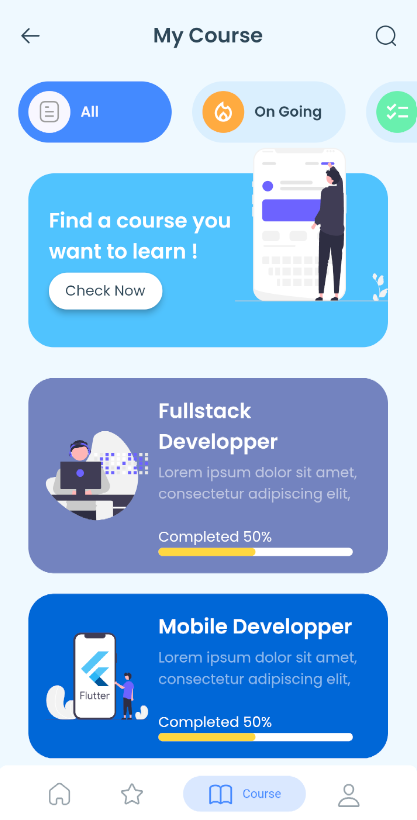 My Course
All
On Going
Find a course you
want to learn !
Check Now
Fullstack
Developper
Lorem ipsum dolor sit amet,
consectetur adipiscing elit,
Completed 50%
Mobile Developper
Lorem ipsum dolor sit amet,
consectetur adipiscing elit,
Flutter
Completed 50%
Course